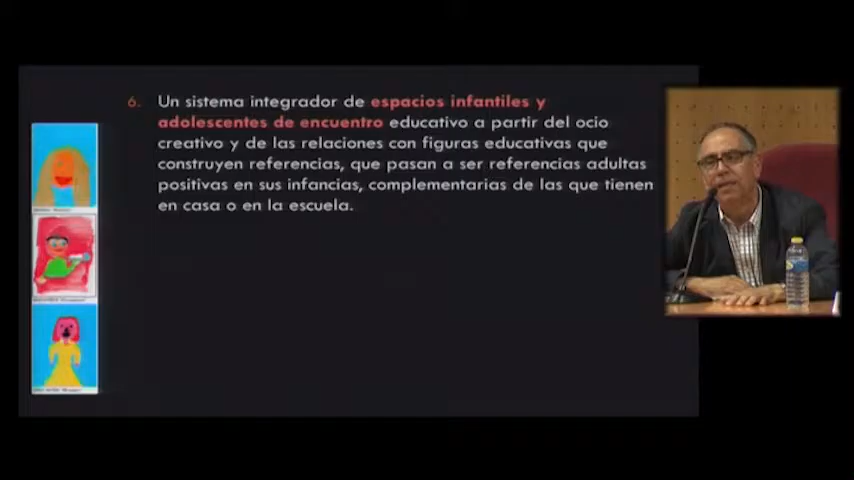 6. Un sistema integrador de espacios infantiles y
adolescentes de encuentro educativo a partir del ocio
creativo y de las relaciones con figuras educativas que
construyen referencias, que pasan a ser referencias adultas
positivas en sus infancias, complementarias de las que tienen
en casa o en la escuela.